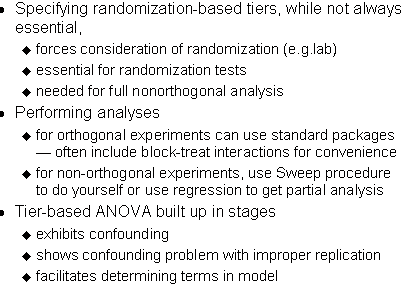 ● Specifying randomization-based tiers, while not always
essential,
◆ forces consideration of randomization (e.g.lab)
◆ essential for randomization tests
◆ needed for full nonorthogonal analysis
● Performing analyses
◆ for orthogonal experiments can use standard packages
— often include block-treat interactions for convenience
◆ for non-orthogonal experiments, use Sweep procedure
to do yourself or use regression to get partial analysis
● Tier-based ANOVA built up in stages
◆ exhibits confounding
◆ shows confounding problem with improper replication
◆ facilitates determining terms in model